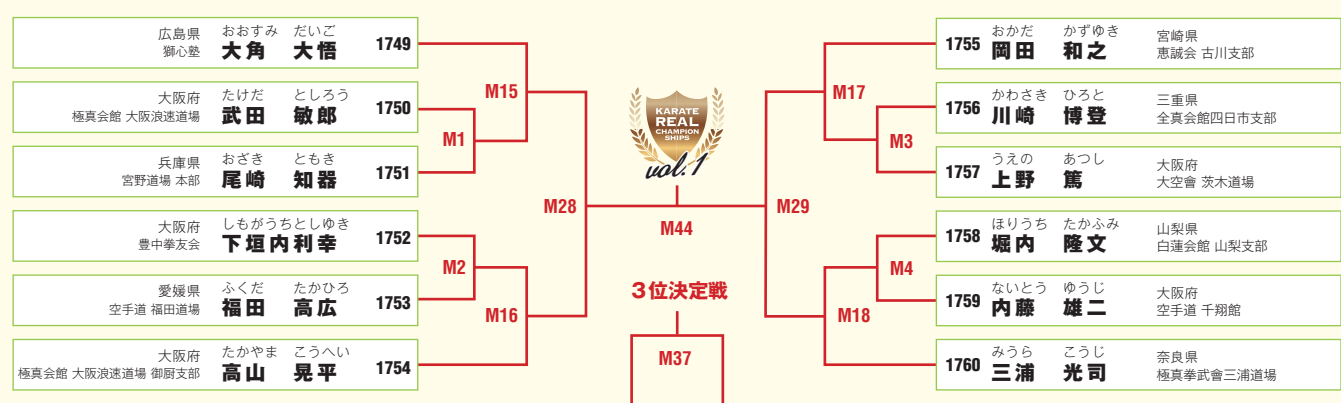 広島県
獅心塾
おおすみ だいご
大角 大悟
1749
大阪府
極真会館 大阪浪速道場
たけだ としろう
武田 敏郎
1750
兵庫県
宮野道場 本部
おざき ともき
尾崎 知器
1751
大阪府
豊中拳友会
しもがうちとしゆき
下垣内利幸
1752
愛媛県
空手道 福田道場
ふくだ たかひろ
福田 高広
1753
大阪府
極真会館 大阪浪速道場 御厨支部
たかやま こうへい
高山 晃平
1754
M15
M1
M2
M16
M28
KARATE
REAL
CHAMPION
SHIPS
vol.1
M44
3位決定戦
M37
M29
M17
M3
M4
M18
1755
おかだ かずゆき
岡田 和之
宮崎県
恵誠会 古川支部
1756
かわさき ひろと
川崎 博登
三重県
全真会館四日市支部
1757
うえの あつし
上野 篤
大阪府
大空會 茨木道場
1758
ほりうち たかふみ
堀内 隆文
山梨県
白蓮会館 山梨支部
1759
ないとう ゆうじ
内藤 雄二
大阪府
空手道 千翔館
1760
みうら こうじ
三浦 光司
奈良県
極真拳武會三浦道場